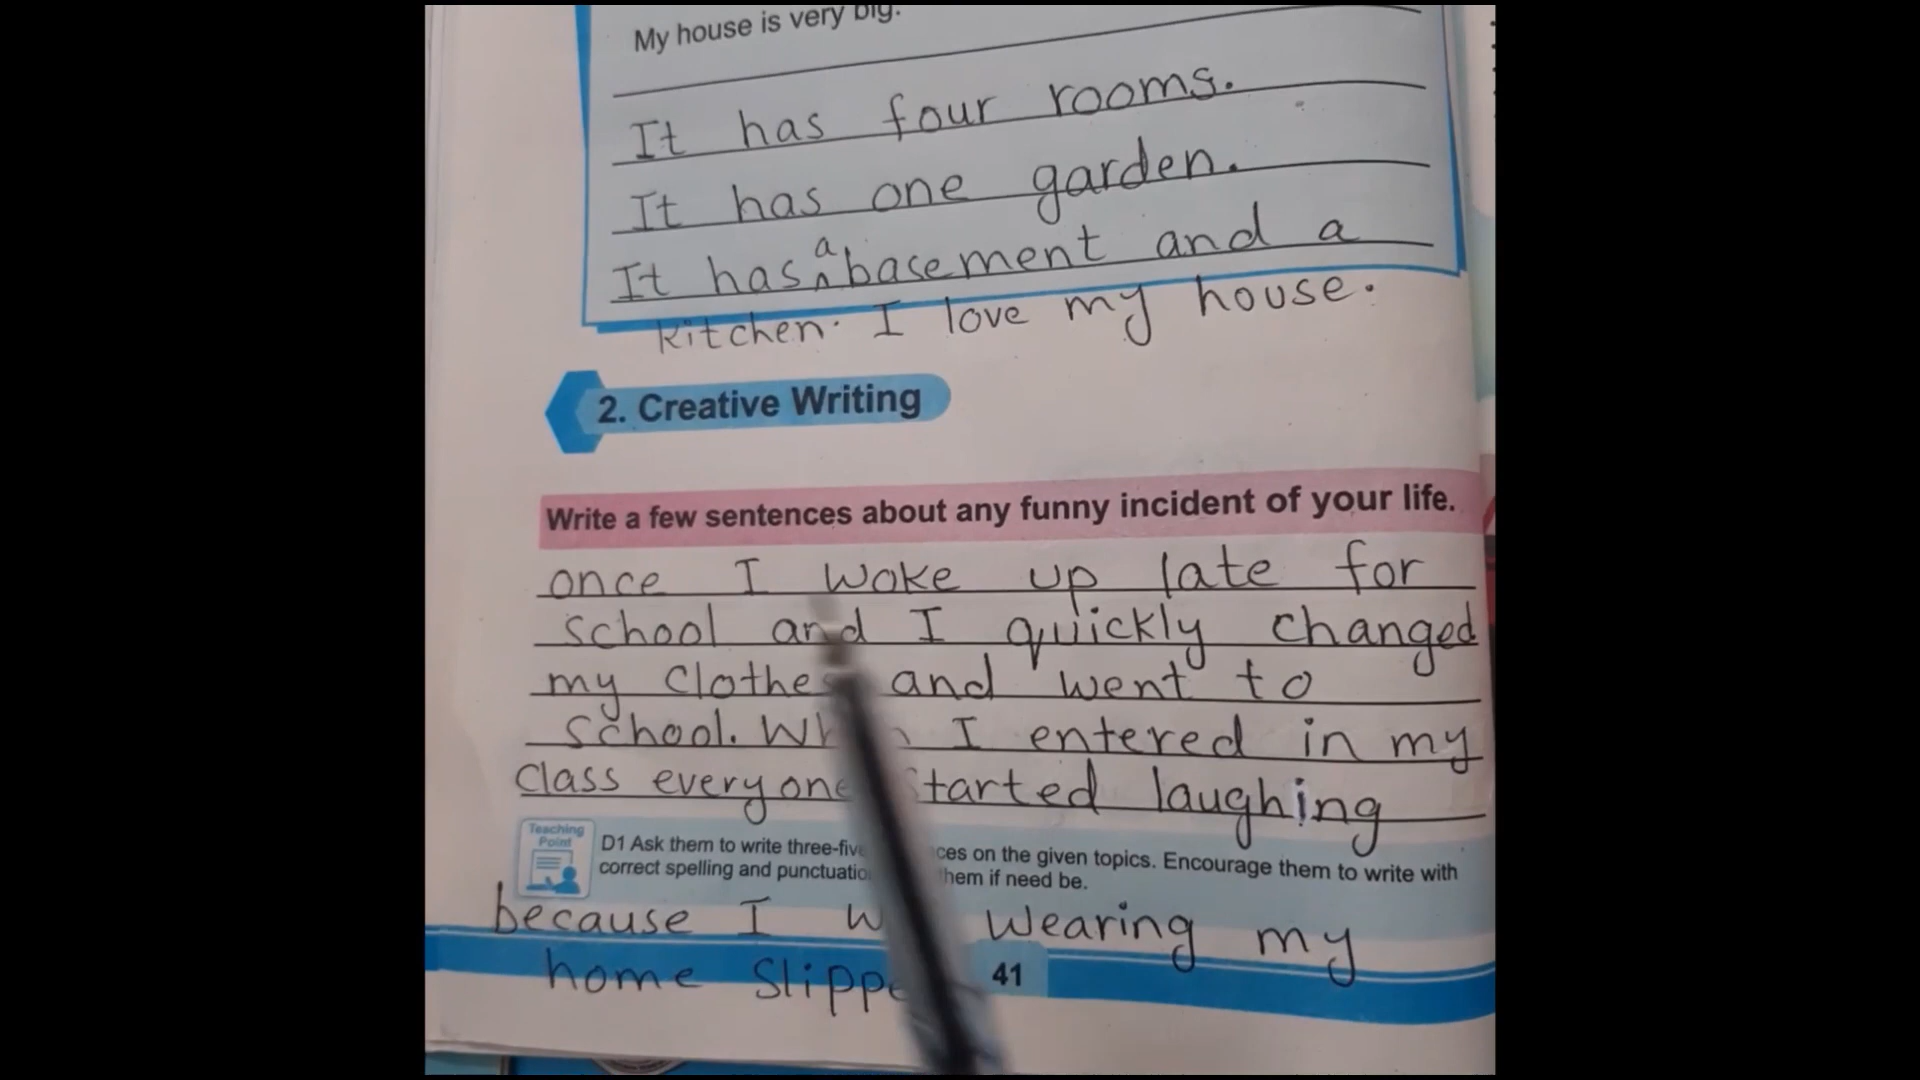 My house is very big.
It has four rooms.
It has one garden.
It has a basement and a
kitchen. I love my house.
2. Creative Writing
Write a few sentences about any funny incident of your life.
once I woke up late for
school and I quickly changed
my clothes and went to
school. I entered in my
class everyone started laughing
Teaching
Point
D1 Ask them to write three-five ces on the given topics. Encourage them to write with
correct spelling and punctuation them if need be.
because I wearing my
home
41